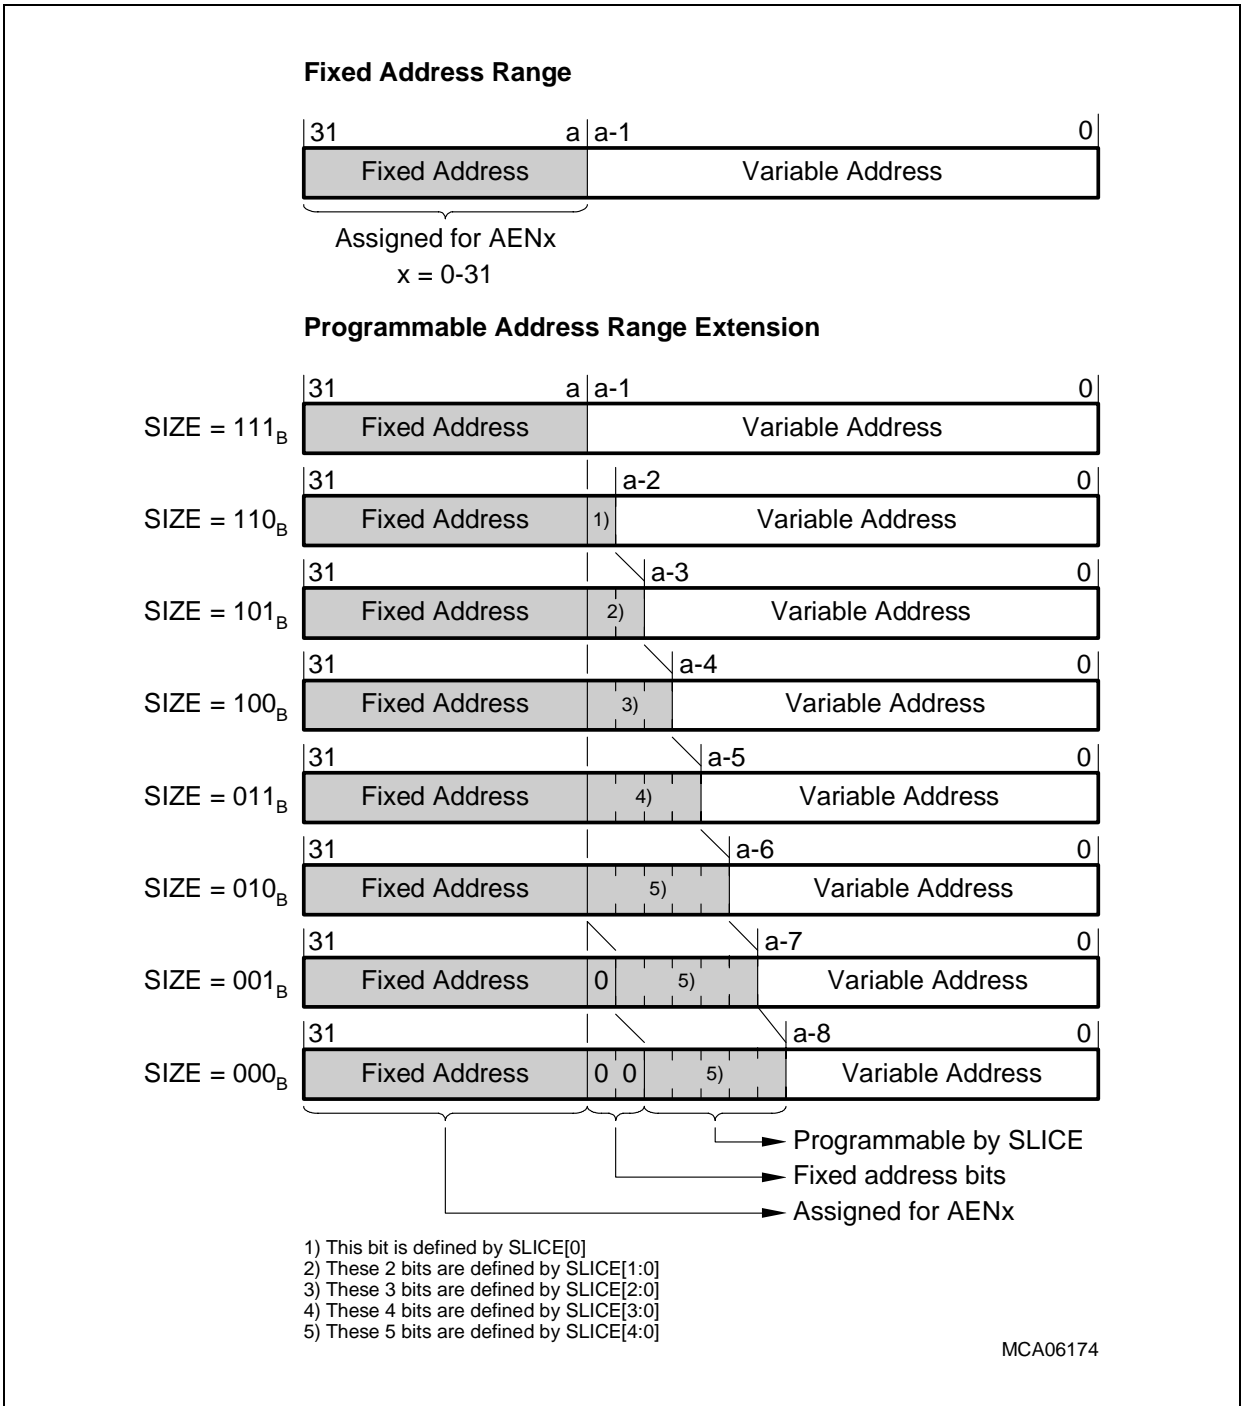 Fixed Address Range
31 a a-1 0
Fixed Address Variable Address
Assigned for AENx
x = 0-31
Programmable Address Range Extension
31 a a-1 0
SIZE = 111B Fixed Address Variable Address
31 a-2 0
SIZE = 110B Fixed Address 1) Variable Address
31 a-3 0
SIZE = 101B Fixed Address 2) Variable Address
31 a-4 0
SIZE = 100B Fixed Address 3) Variable Address
31 a-5 0
SIZE = 011B Fixed Address 4) Variable Address
31 a-6 0
SIZE = 010B Fixed Address 5) Variable Address
31 a-7 0
SIZE = 001B Fixed Address 0 5) Variable Address
31 a-8 0
SIZE = 000B Fixed Address 0 0 5) Variable Address
Programmable by SLICE
Fixed address bits
Assigned for AENx
1) This bit is defined by SLICE[0]
2) These 2 bits are defined by SLICE[1:0]
3) These 3 bits are defined by SLICE[2:0]
4) These 4 bits are defined by SLICE[3:0]
5) These 5 bits are defined by SLICE[4:0]
MCA06174